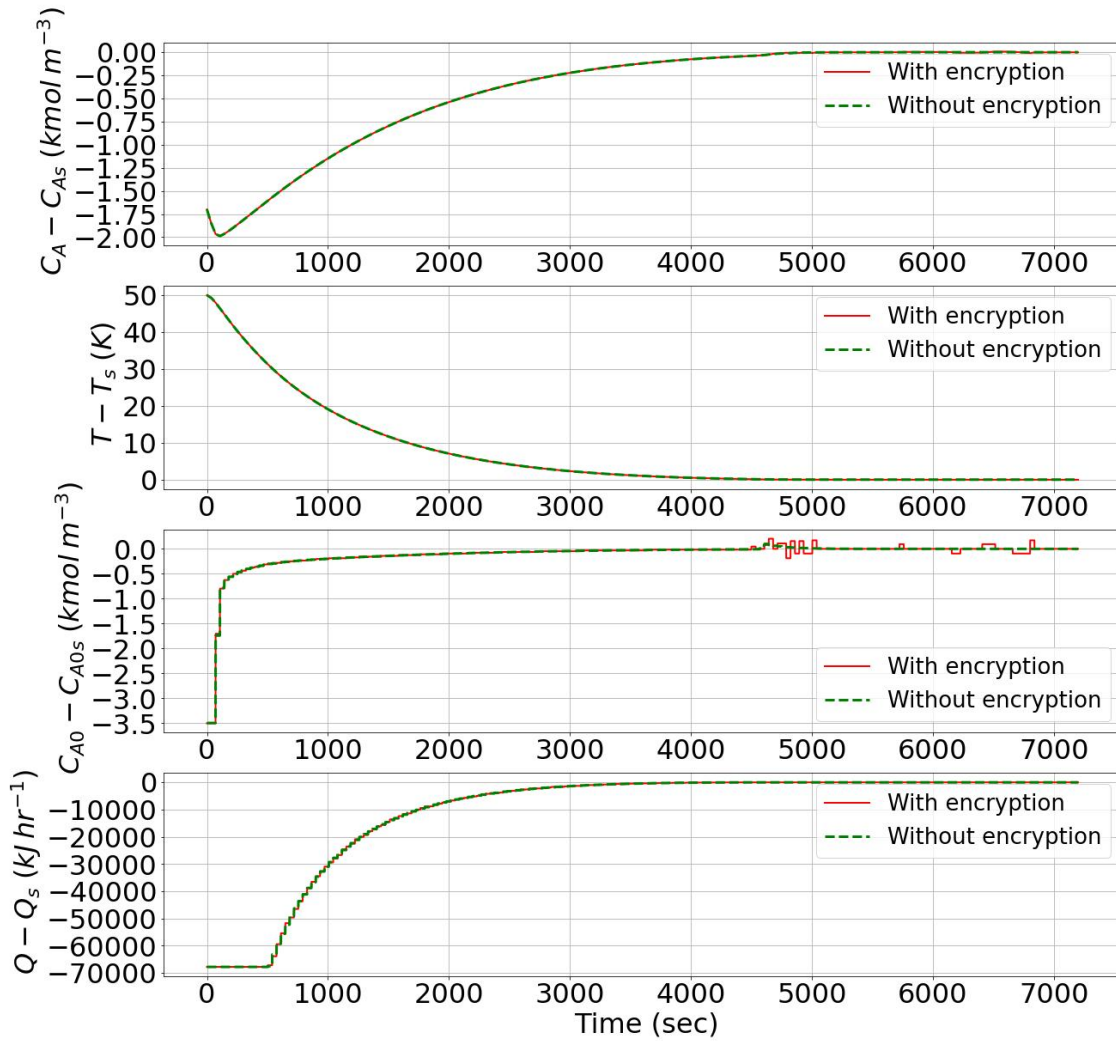 C_A − C_As (kmol m^−3)
0.00
−0.25
−0.50
−0.75
−1.00
−1.25
−1.50
−1.75
−2.00
With encryption
Without encryption
0 1000 2000 3000 4000 5000 6000 7000
T − T_s (K)
50
40
30
20
10
0
With encryption
Without encryption
0 1000 2000 3000 4000 5000 6000 7000
C_A0 − C_A0s (kmol m^−3)
0.0
−0.5
−1.0
−1.5
−2.0
−2.5
−3.0
−3.5
With encryption
Without encryption
0 1000 2000 3000 4000 5000 6000 7000
Q − Q_s (kJ hr^−1)
0
−10000
−20000
−30000
−40000
−50000
−60000
−70000
With encryption
Without encryption
0 1000 2000 3000 4000 5000 6000 7000
Time (sec)